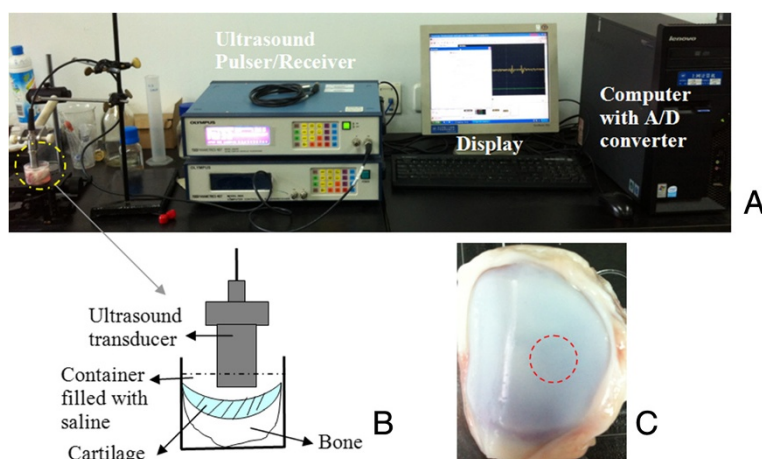 Ultrasound
Pulser/Receiver
lenovo
OLYMPUS
Computer
with A/D
converter
Display
A
Ultrasound
transducer
Container
filled with
saline
Cartilage
Bone
B
C